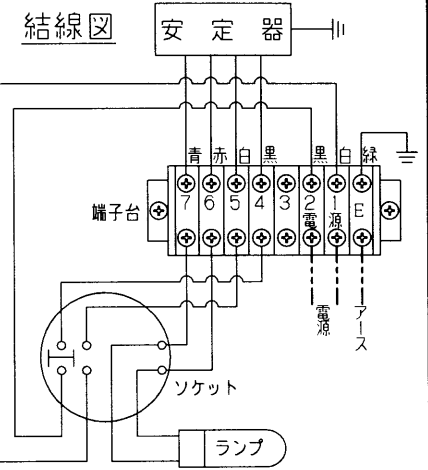 結線図
安定器
青 赤 白 黒 黒 白 緑
端子台
7 6 5 4 3 2 1 E
電 源
電源
アース
ソケット
ランプ